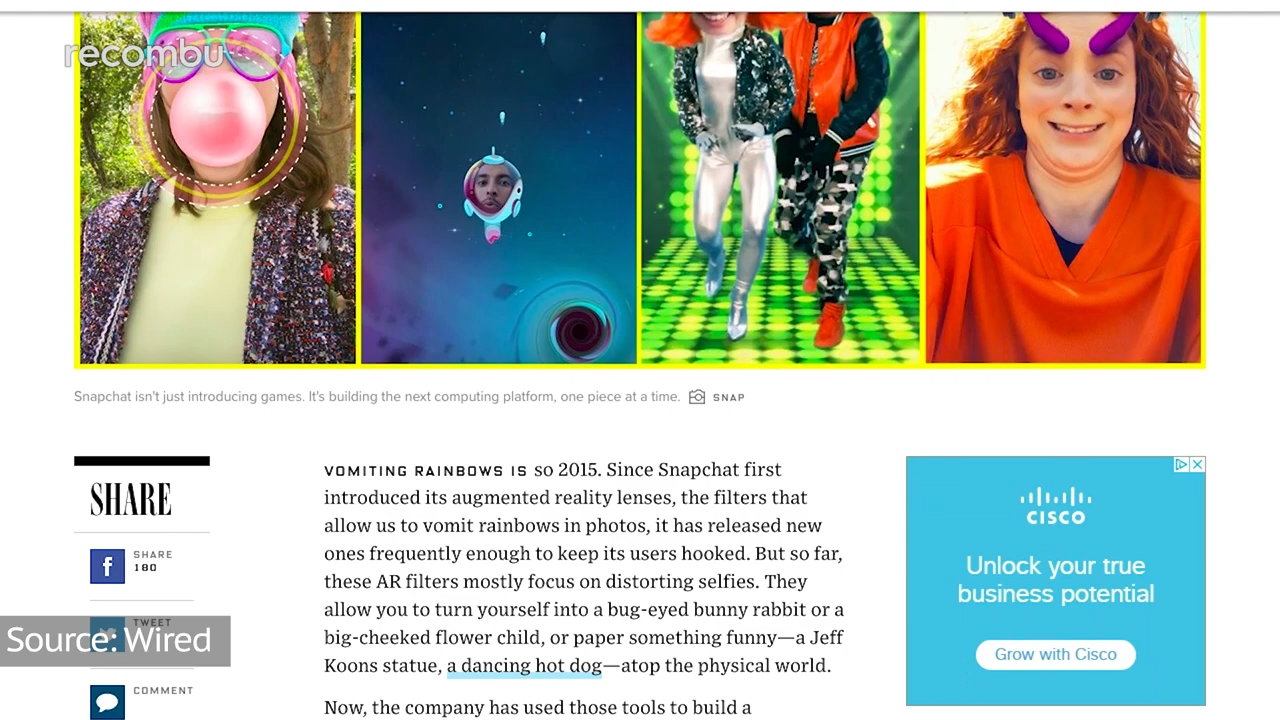 recombu
Snapchat isn't just introducing games. It's building the next computing platform, one piece at a time. SNAP
SHARE
SHARE
180
TWEET
Source: Wired
COMMENT
VOMITING RAINBOWS IS so 2015. Since Snapchat first
introduced its augmented reality lenses, the filters that
allow us to vomit rainbows in photos, it has released new
ones frequently enough to keep its users hooked. But so far,
these AR filters mostly focus on distorting selfies. They
allow you to turn yourself into a bug-eyed bunny rabbit or a
big-cheeked flower child, or paper something funny—a Jeff
Koons statue, a dancing hot dog—atop the physical world.
Now, the company has used those tools to build a
CISCO
Unlock your true
business potential
Grow with Cisco